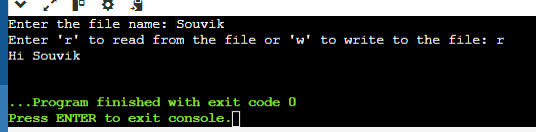 Enter the file name: Souvik
Enter 'r' to read from the file or 'w' to write to the file: r
Hi Souvik
...Program finished with exit code 0
Press ENTER to exit console.